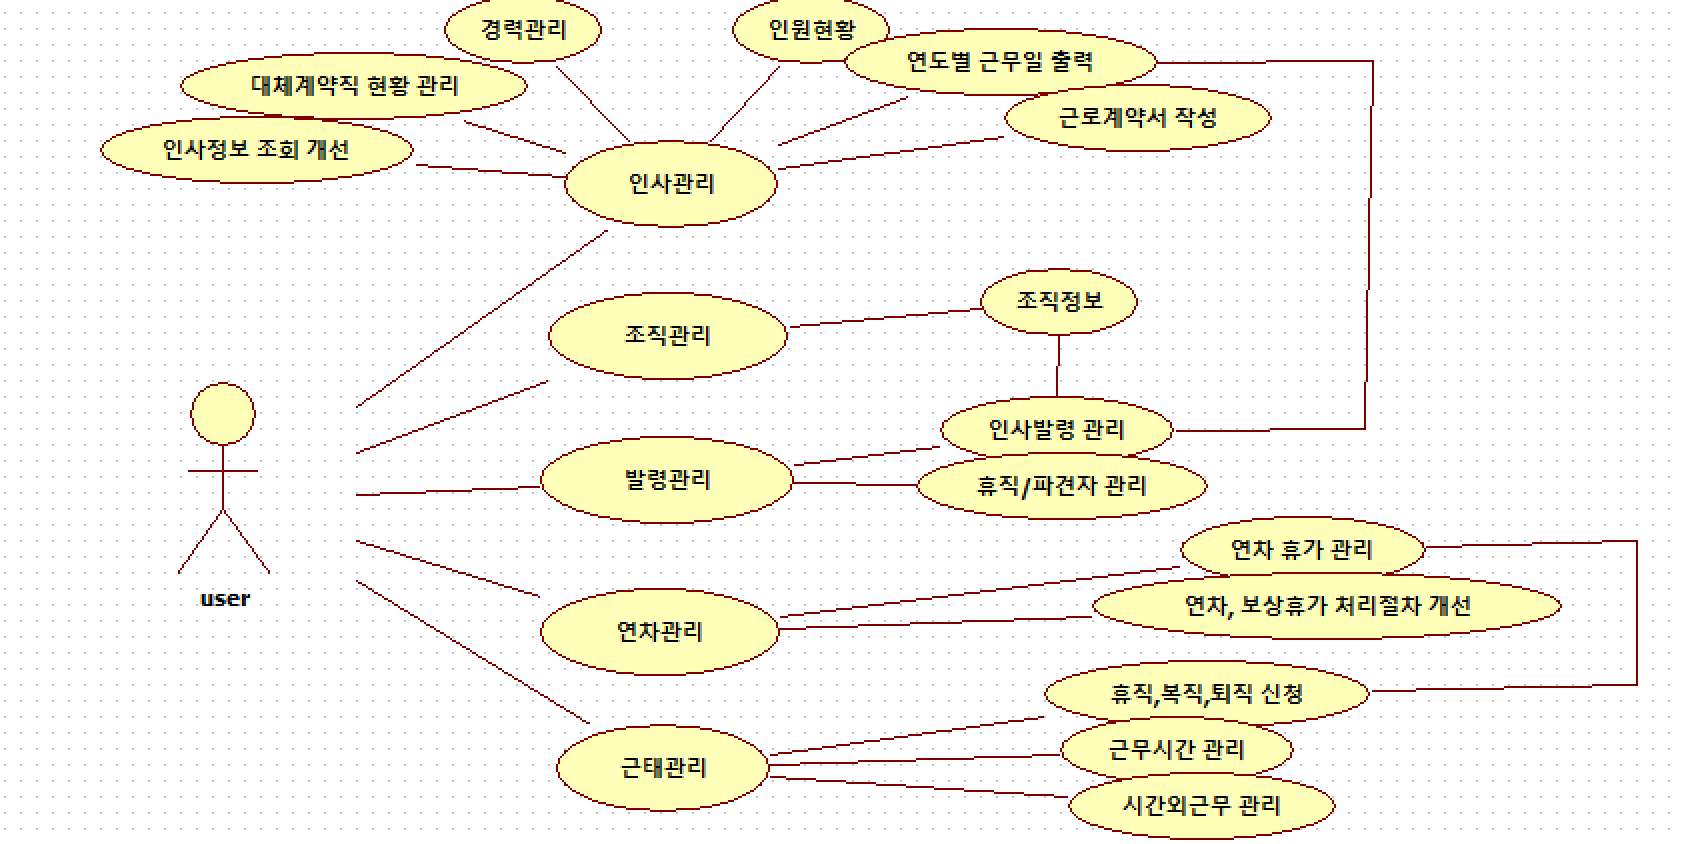 경력관리
인원현황
연도별 근무일 출력
대체계약직 현황 관리
근로계약서 작성
인사정보 조회 개선
인사관리
조직정보
조직관리
인사발령 관리
발령관리
휴직/파견자 관리
user
연차 휴가 관리
연차, 보상휴가 처리절차 개선
연차관리
휴직,복직,퇴직 신청
근무시간 관리
근태관리
시간외근무 관리